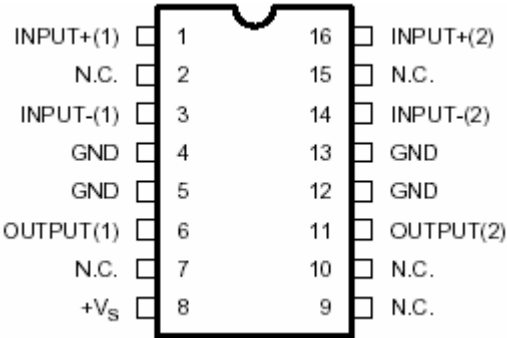 INPUT+(1) 1 16 INPUT+(2)
N.C. 2 15 N.C.
INPUT-(1) 3 14 INPUT-(2)
GND 4 13 GND
GND 5 12 GND
OUTPUT(1) 6 11 OUTPUT(2)
N.C. 7 10 N.C.
+VS 8 9 N.C.